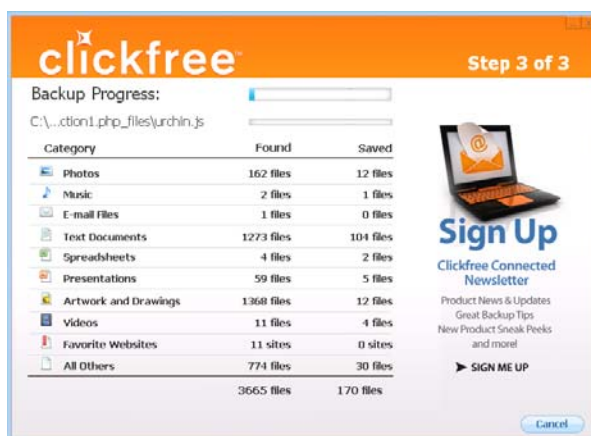 clickfree™
Step 3 of 3
Backup Progress:
C:\...ction1.php_files\urchin.js
Category Found Saved
Photos 162 files 12 files
Music 2 files 1 files
E-mail Files 1 files 0 files
Text Documents 1273 files 104 files
Spreadsheets 4 files 2 files
Presentations 59 files 5 files
Artwork and Drawings 1368 files 12 files
Videos 11 files 4 files
Favorite Websites 11 sites 0 sites
All Others 774 files 30 files
3665 files 170 files
@
Sign Up
Clickfree Connected
Newsletter
Product News & Updates
Great Backup Tips
New Product Sneak Peeks
and more!
SIGN ME UP
Cancel